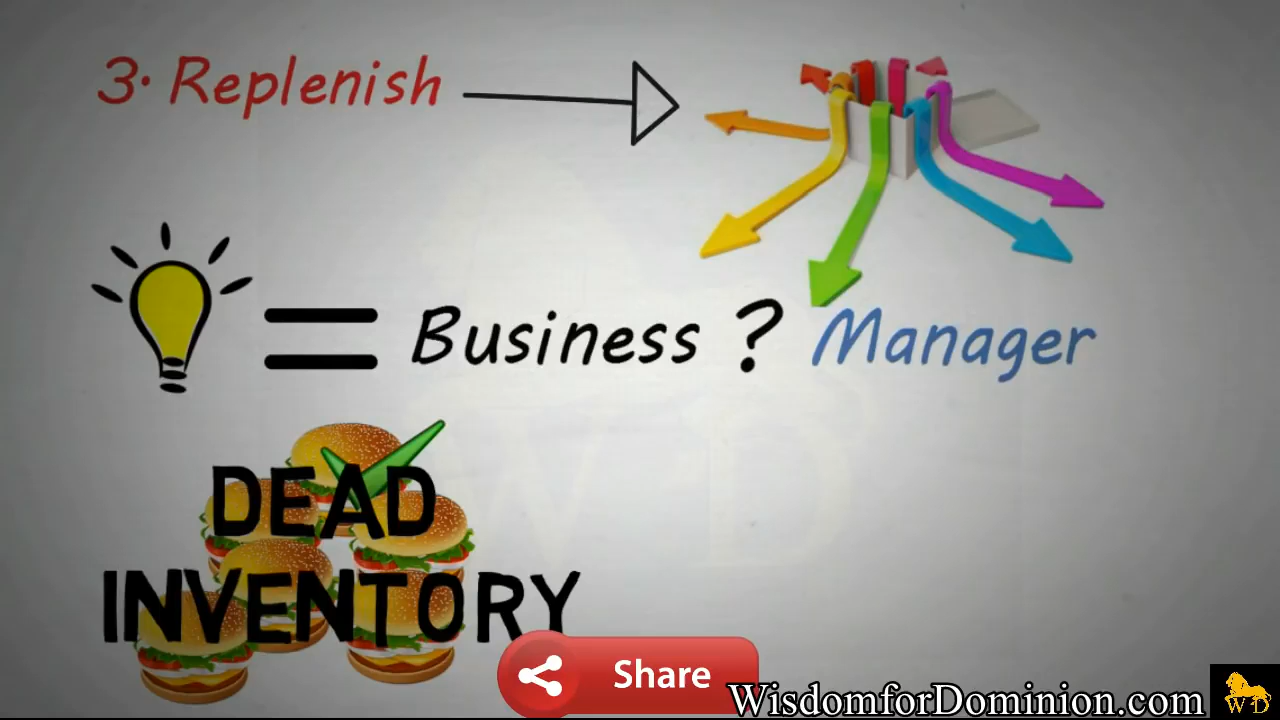 3. Replenish
= Business ? Manager
DEAD
INVENTORY
Share
WisdomforDominion.com
WD